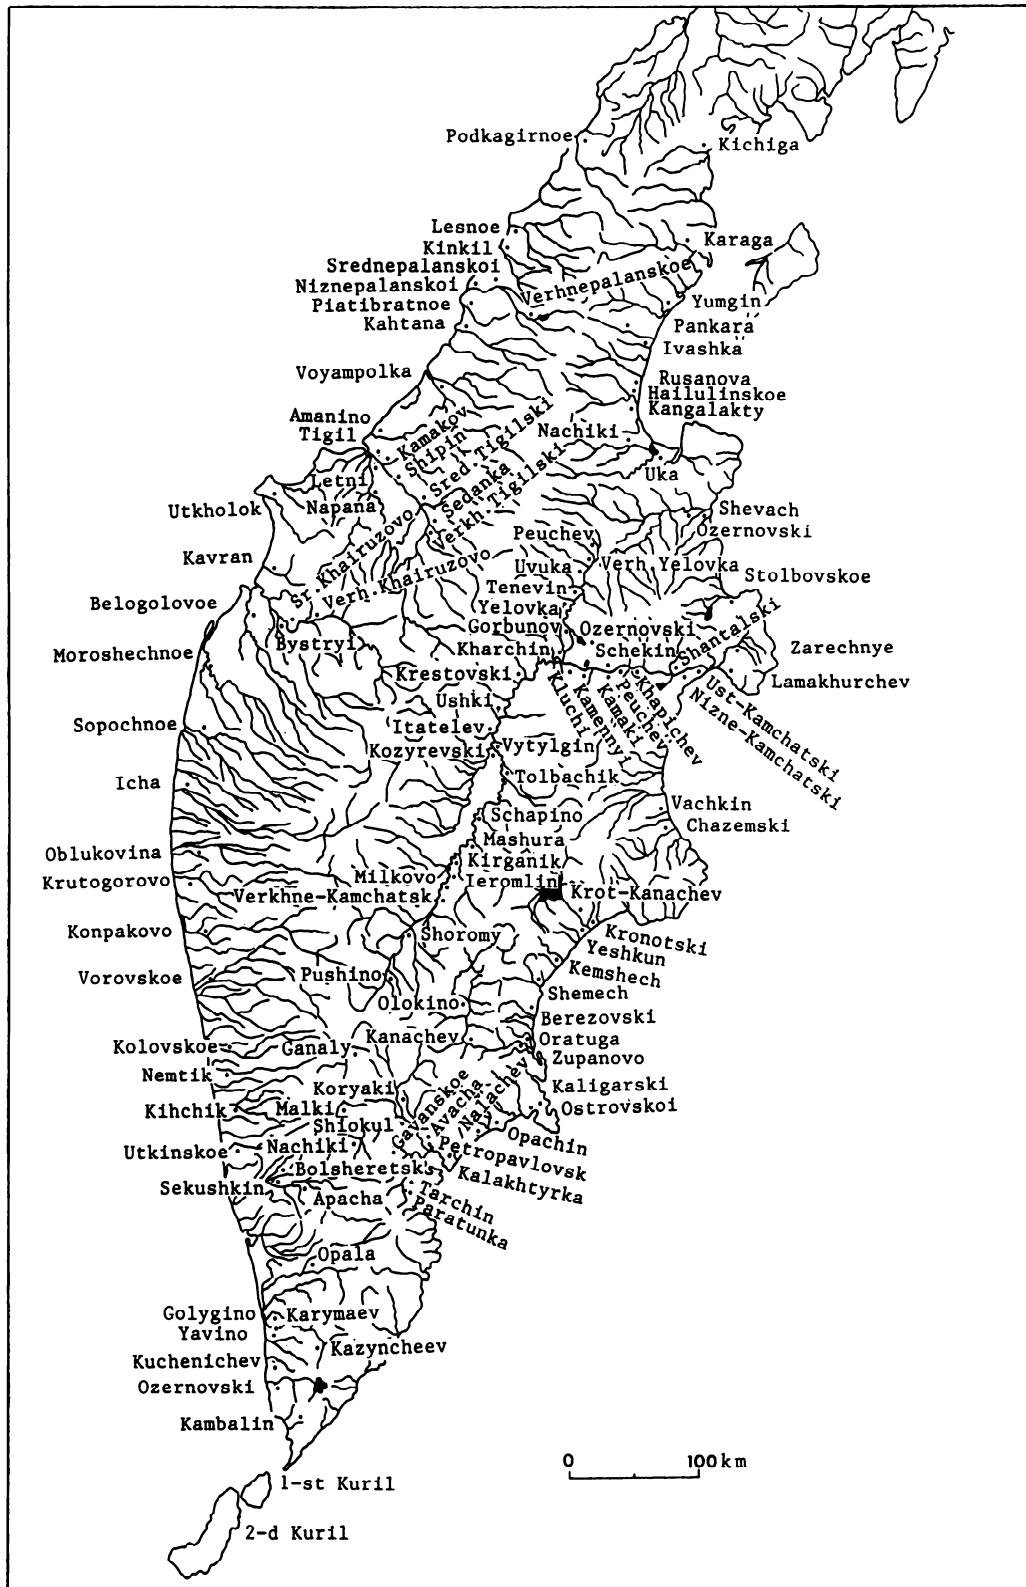 Podkagirnoe
Kichiga
Lesnoe
Kinkil
Karaga
Srednepalanskoi
Niznepalanskoi
Verhnepalanskoe
Piatibratnoe
Yumgin
Kahtana
Pankara
Ivashka
Voyampolka
Rusanova
Hailulinskoe
Kangalakty
Amanino
Tigil
Kamakov
Shipin
Sred.Tigilski
Sedanka
Verkh.Tigilski
Nachiki
Uka
Letni
Napana
Utkholok
Shevach
Ozernovski
Kavran
Sr.Khairuzovo
Verh.Khairuzovo
Peuchev
Uvuka
Verh.Yelovka
Tenevin
Stolbovskoe
Belogolovoe
Yelovka
Gorbunov
Ozernovski
Shantalski
Bystryi
Kharchin
Schekin
Zarechnye
Moroshechnoe
Krestovski
Lamakhurchev
Ushki
Kluchi
Kamennyi
Kamaki
Peuchev
Khapichev
Ust-Kamchatski
Nizne-Kamchatski
Sopochnoe
Itatelev
Kozyrevski
Vytylgin
Icha
Tolbachik
Vachkin
Schapino
Chazemski
Mashura
Oblukovina
Kirganik
Milkovo
Ieromlin
Krutogorovo
Verkhne-Kamchatsk
Krot-Kanachev
Konpakovo
Shoromy
Kronotski
Yeshkun
Kemshech
Vorovskoe
Pushino
Shemech
Olokino
Berezovski
Kanachev
Oratuga
Kolovskoe
Ganaly
Zupanovo
Nemtik
Koryaki
Gavanskoe
Avacha
Nalachev
Kaligarski
Kihchik
Malki
Ostrovskoi
Shiokul
Utkinskoe
Nachiki
Opachin
Petropavlovsk
Kalakhtyrka
Bolsheretsk
Sekushkin
Apacha
Tarchin
Paratunka
Opala
Golygino
Karymaev
Yavino
Kazyncheev
Kuchenichev
Ozernovski
Kambalin
0 100 km
1-st Kuril
2-d Kuril